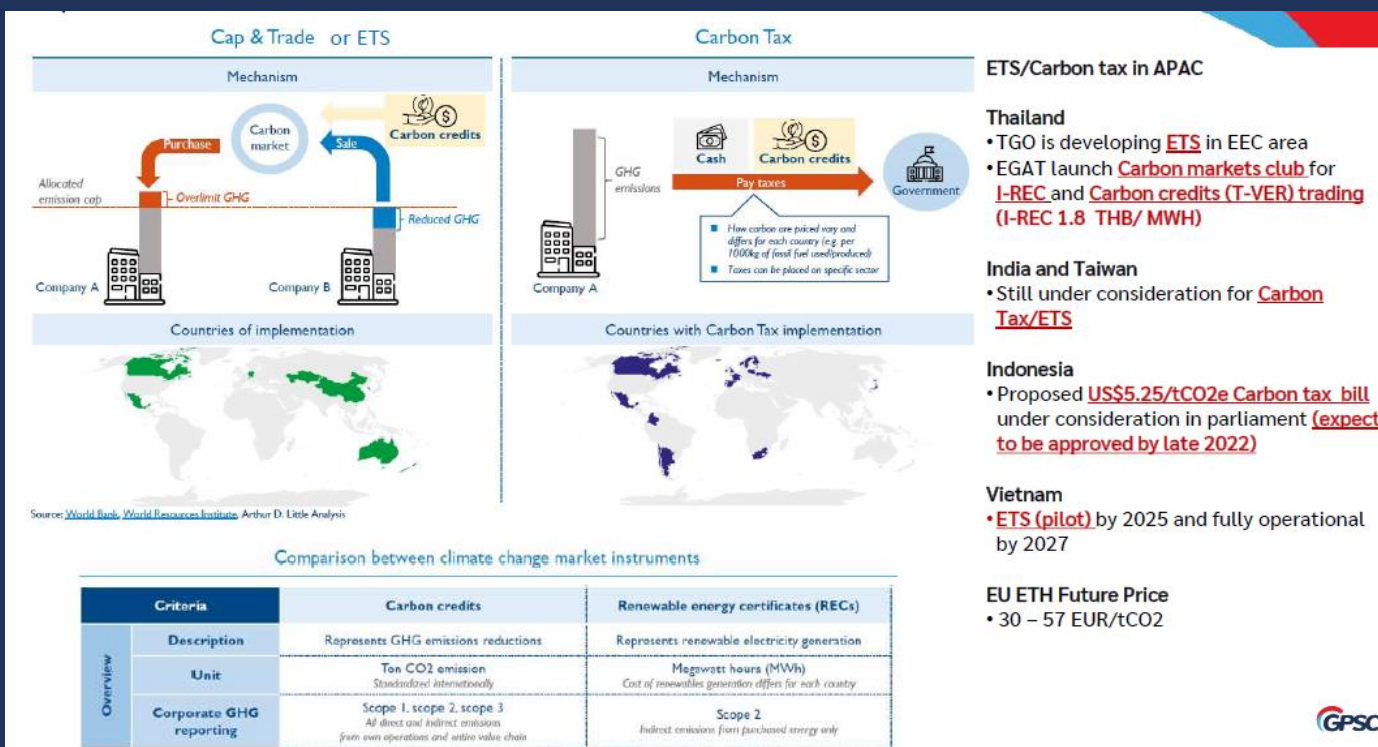 Cap & Trade or ETS
Mechanism
Carbon credits
Carbon market
Purchase
Sale
Allocated
emission cap
Overlimit GHG
Reduced GHG
Company A
Company B
Countries of implementation
Carbon Tax
Mechanism
GHG
emissions
Cash
Carbon credits
Pay taxes
Government
How carbon are priced vary and
differs for each country (e.g. per
1000kg of fossil fuel used/produced)
Taxes can be placed on specific sector
Company A
Countries with Carbon Tax implementation
Source: World Bank, World Resources Institute, Arthur D. Little Analysis
Comparison between climate change market instruments
Criteria
Carbon credits
Renewable energy certificates (RECs)
Overview
Description
Represents GHG emissions reductions
Represents renewable electricity generation
Unit
Ton CO2 emission
Standardized internationally
Megawatt hours (MWh)
Cost of renewables generation differs for each country
Corporate GHG
reporting
Scope 1, scope 2, scope 3
All direct and indirect emissions
from own operations and entire value chain
Scope 2
Indirect emissions from purchased energy only
ETS/Carbon tax in APAC
Thailand
•TGO is developing ETS in EEC area
•EGAT launch Carbon markets club for
I-REC and Carbon credits (T-VER) trading
(I-REC 1.8 THB/ MWH)
India and Taiwan
•Still under consideration for Carbon
Tax/ETS
Indonesia
•Proposed US$5.25/tCO2e Carbon tax bill
under consideration in parliament (expect
to be approved by late 2022)
Vietnam
•ETS (pilot) by 2025 and fully operational
by 2027
EU ETH Future Price
• 30 – 57 EUR/tCO2
GPSC